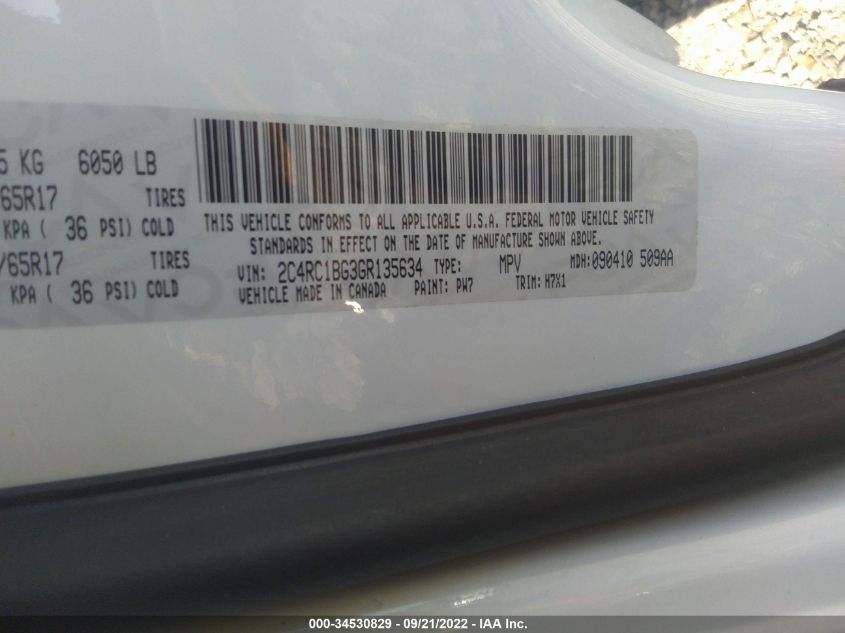 5 KG 6050 LB
/65R17 TIRES
KPA ( 36 PSI) COLD
/65R17 TIRES
KPA ( 36 PSI) COLD
THIS VEHICLE CONFORMS TO ALL APPLICABLE U.S.A. FEDERAL MOTOR VEHICLE SAFETY
STANDARDS IN EFFECT ON THE DATE OF MANUFACTURE SHOWN ABOVE.
VIN: 2C4RC1BG3GR135634 TYPE: MPV MDH: 090410 509AA
VEHICLE MADE IN CANADA PAINT: PW7 TRIM: H7X1
000-34530829 - 09/21/2022 - IAA Inc.